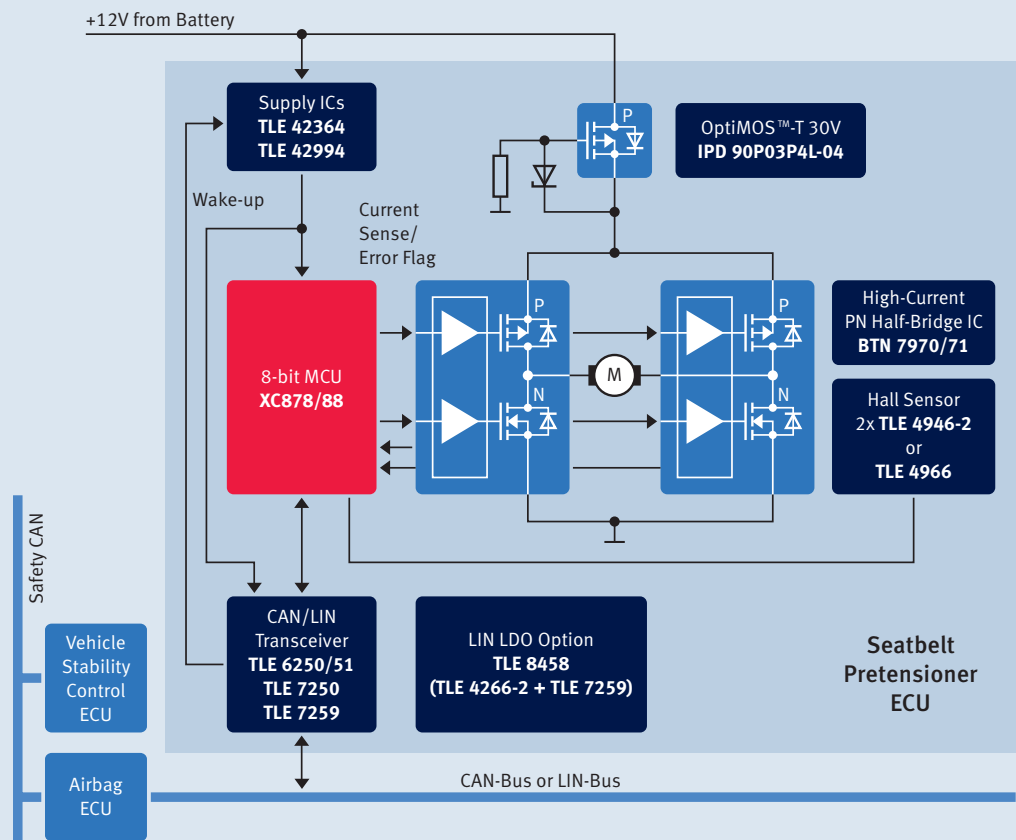 +12V from Battery
Supply ICs
TLE 42364
TLE 42994
P
OptiMOS™-T 30V
IPD 90P03P4L-04
Wake-up
Current
Sense/
Error Flag
8-bit MCU
XC878/88
P
N
M
P
N
High-Current
PN Half-Bridge IC
BTN 7970/71
Hall Sensor
2x TLE 4946-2
or
TLE 4966
Safety CAN
Vehicle
Stability
Control
ECU
CAN/LIN
Transceiver
TLE 6250/51
TLE 7250
TLE 7259
LIN LDO Option
TLE 8458
(TLE 4266-2 + TLE 7259)
Seatbelt
Pretensioner
ECU
Airbag
ECU
CAN-Bus or LIN-Bus